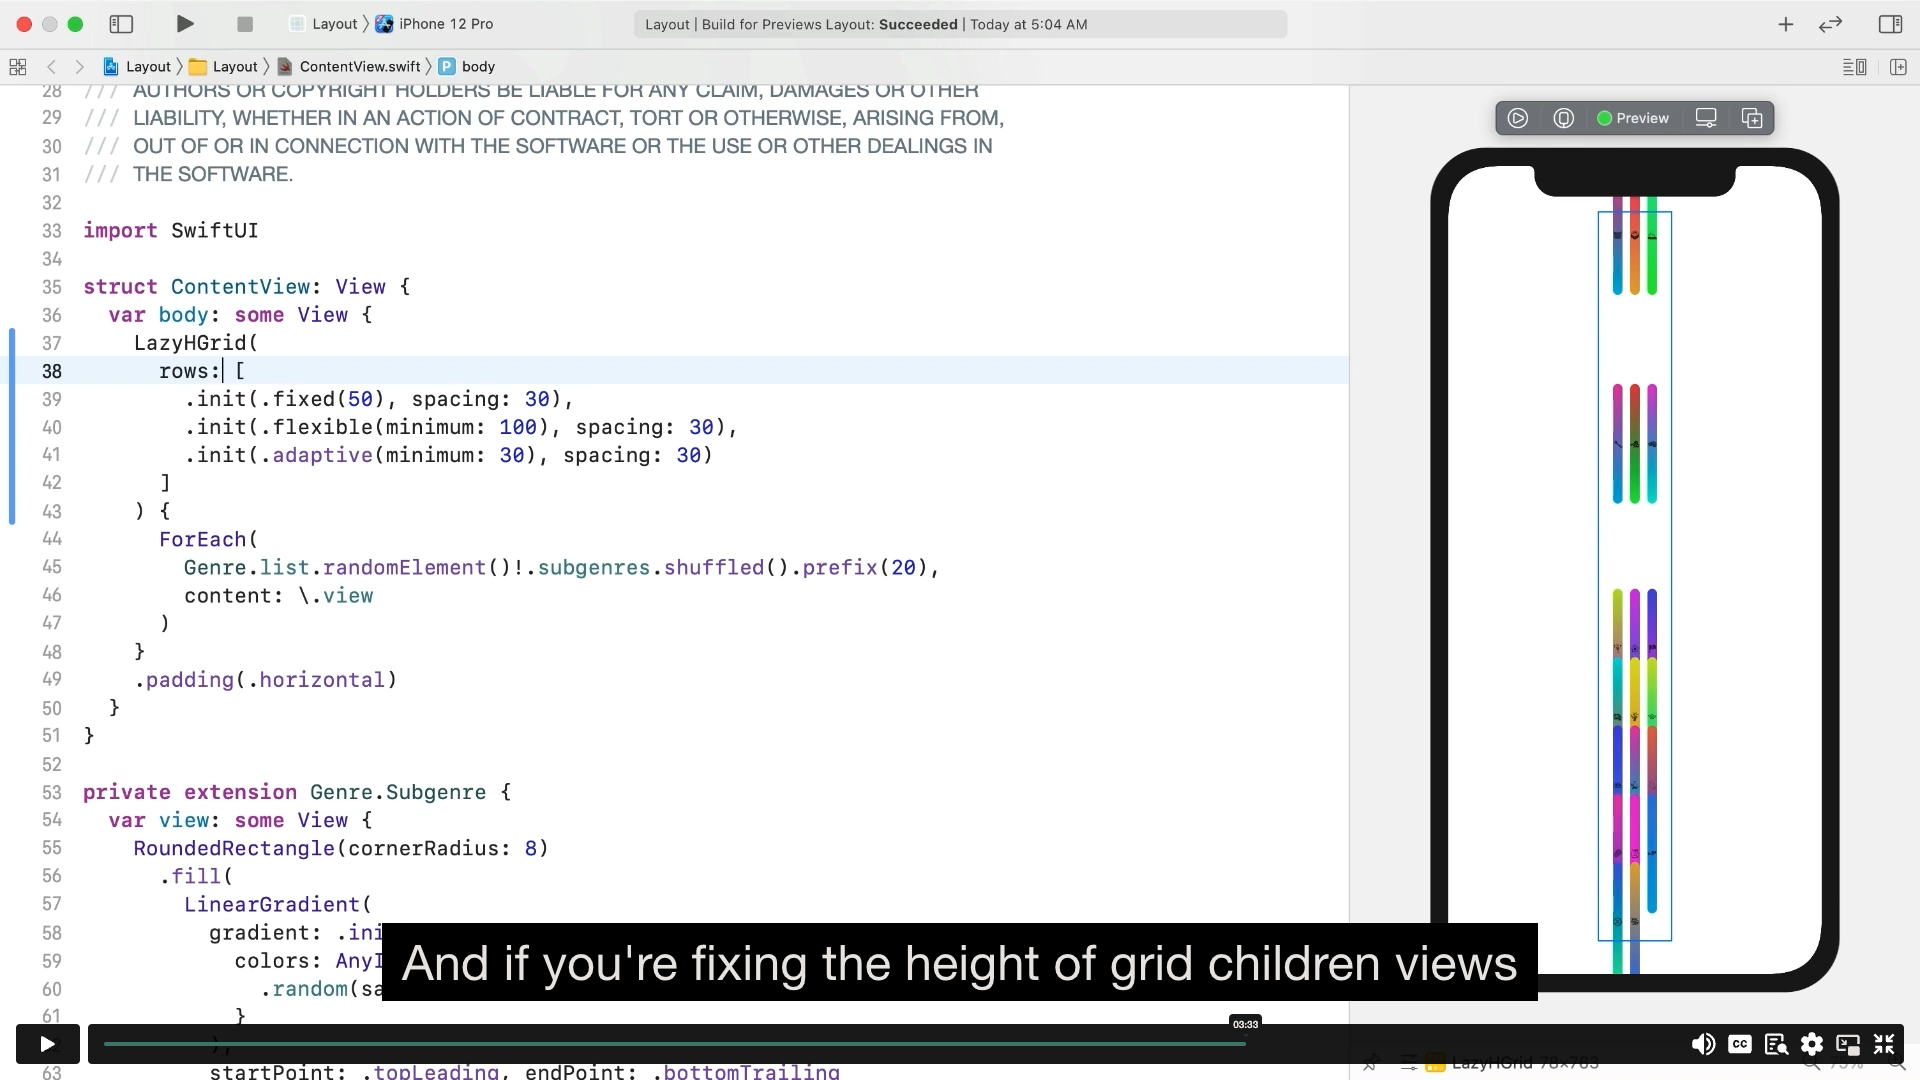 Layout 〉 iPhone 12 Pro
Layout | Build for Previews Layout: Succeeded | Today at 5:04 AM
Layout 〉 Layout 〉 ContentView.swift 〉 P body
28 /// AUTHORS OR COPYRIGHT HOLDERS BE LIABLE FOR ANY CLAIM, DAMAGES OR OTHER
29 /// LIABILITY, WHETHER IN AN ACTION OF CONTRACT, TORT OR OTHERWISE, ARISING FROM,
30 /// OUT OF OR IN CONNECTION WITH THE SOFTWARE OR THE USE OR OTHER DEALINGS IN
31 /// THE SOFTWARE.
32
33 import SwiftUI
34
35 struct ContentView: View {
36 var body: some View {
37 LazyHGrid(
38 rows: [
39 .init(.fixed(50), spacing: 30),
40 .init(.flexible(minimum: 100), spacing: 30),
41 .init(.adaptive(minimum: 30), spacing: 30)
42 ]
43 ) {
44 ForEach(
45 Genre.list.randomElement()!.subgenres.shuffled().prefix(20),
46 content: \.view
47 )
48 }
49 .padding(.horizontal)
50 }
51 }
52
53 private extension Genre.Subgenre {
54 var view: some View {
55 RoundedRectangle(cornerRadius: 8)
56 .fill(
57 LinearGradient(
58 gradient: .ini
59 colors: AnyI
60 .random(sa
61 }
),
63 startPoint: .topLeading, endPoint: .bottomTrailing
Preview
And if you're fixing the height of grid children views
03:33
CC
LazyHGrid 78×763
75%